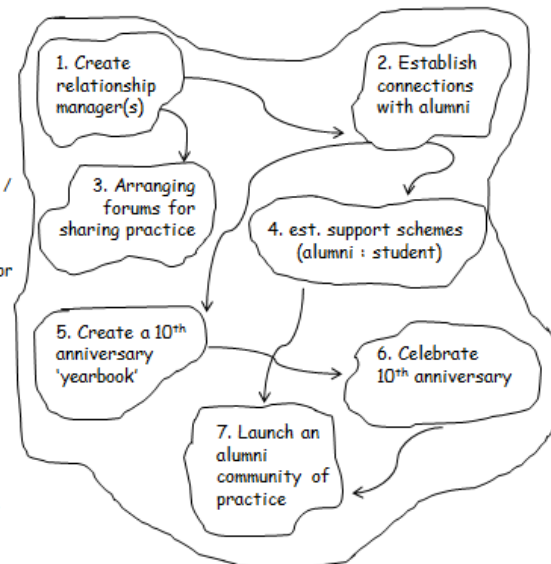 1. Create
relationship
manager(s)
2. Establish
connections
with alumni
/
3. Arranging
forums for
sharing practice
4. est. support schemes
(alumni : student)
or
5. Create a 10th
anniversary
'yearbook'
6. Celebrate
10th anniversary
7. Launch an
alumni
community of
practice